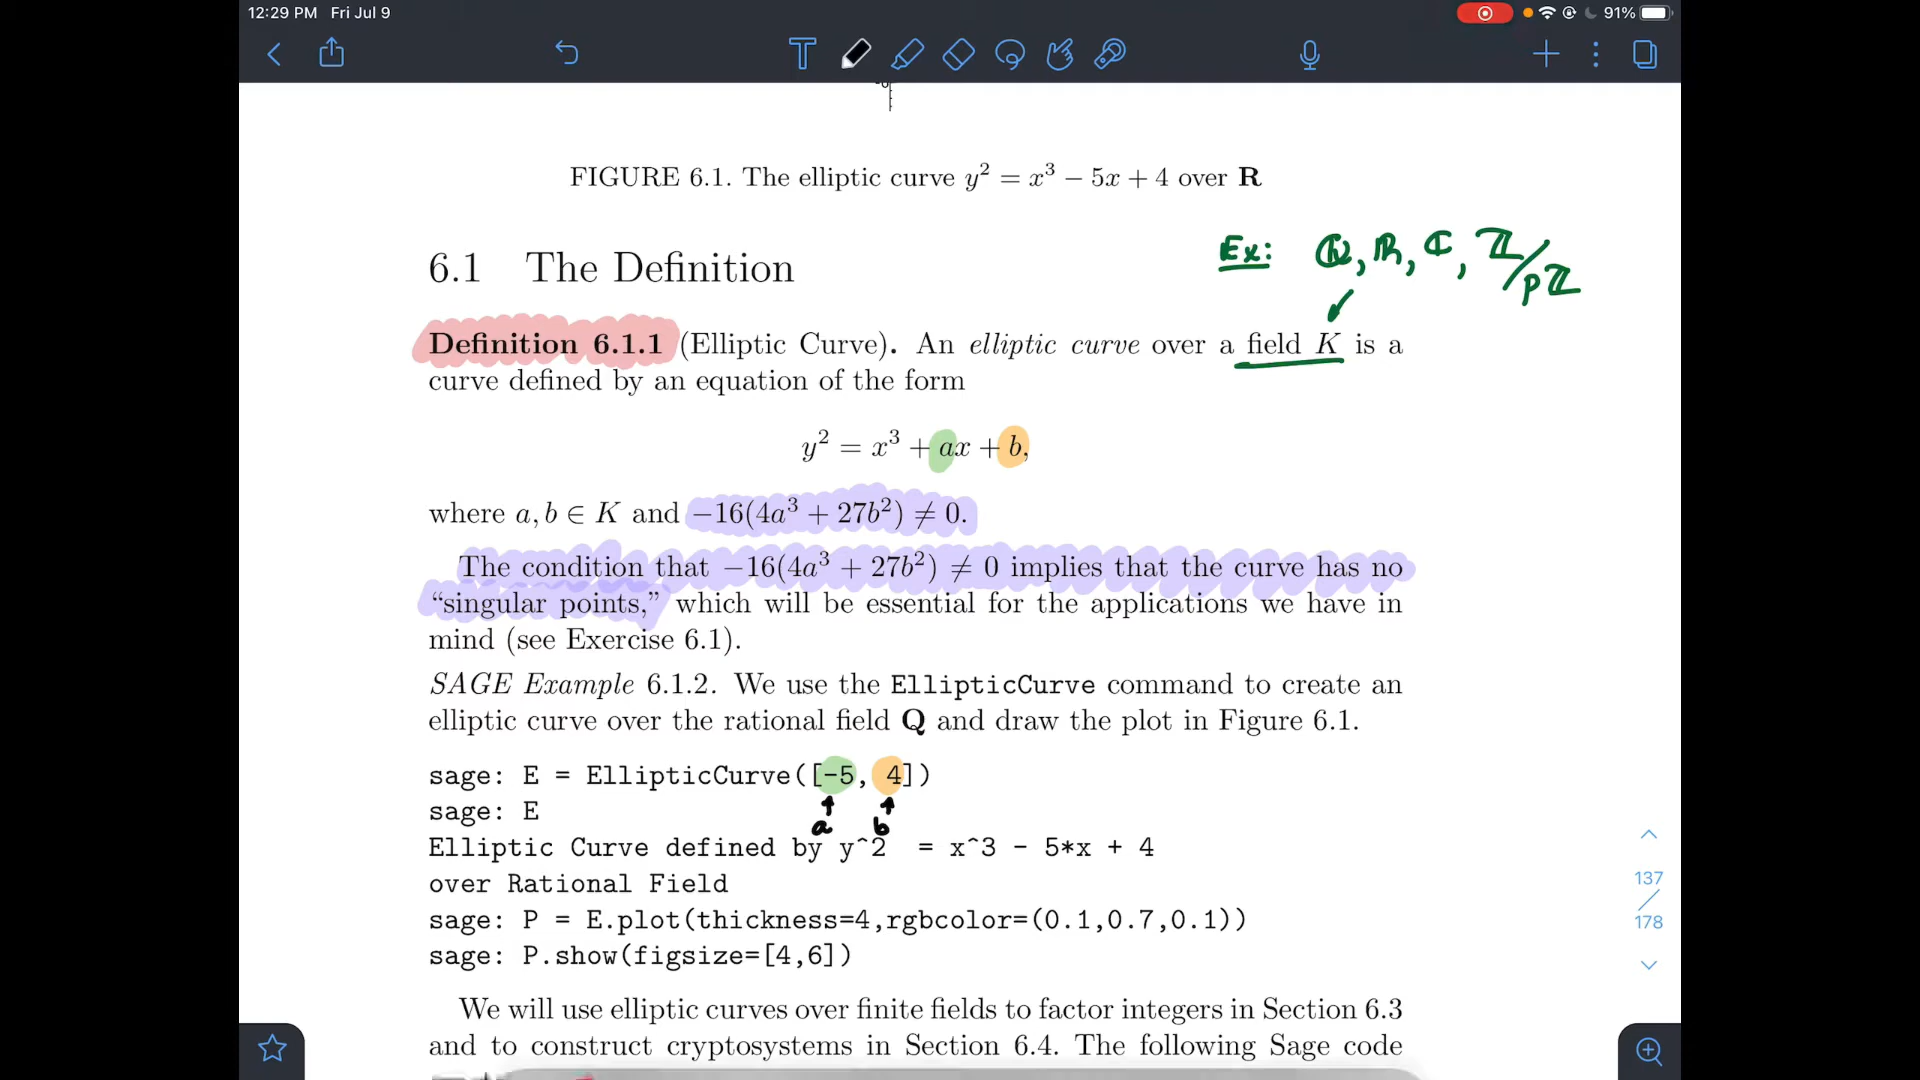 12:29 PM Fri Jul 9
91%
FIGURE 6.1. The elliptic curve y² = x³ − 5x + 4 over R
Ex: ℚ, ℝ, ℂ, ℤ/pℤ
6.1 The Definition
Definition 6.1.1 (Elliptic Curve). An elliptic curve over a field K is a
curve defined by an equation of the form
y² = x³ + ax + b,
where a, b ∈ K and −16(4a³ + 27b²) ≠ 0.
The condition that −16(4a³ + 27b²) ≠ 0 implies that the curve has no
“singular points,” which will be essential for the applications we have in
mind (see Exercise 6.1).
SAGE Example 6.1.2. We use the EllipticCurve command to create an
elliptic curve over the rational field Q and draw the plot in Figure 6.1.
sage: E = EllipticCurve([-5, 4])
sage: E
a b
Elliptic Curve defined by y^2 = x^3 - 5*x + 4
over Rational Field
sage: P = E.plot(thickness=4,rgbcolor=(0.1,0.7,0.1))
sage: P.show(figsize=[4,6])
137
178
We will use elliptic curves over finite fields to factor integers in Section 6.3
and to construct cryptosystems in Section 6.4. The following Sage code